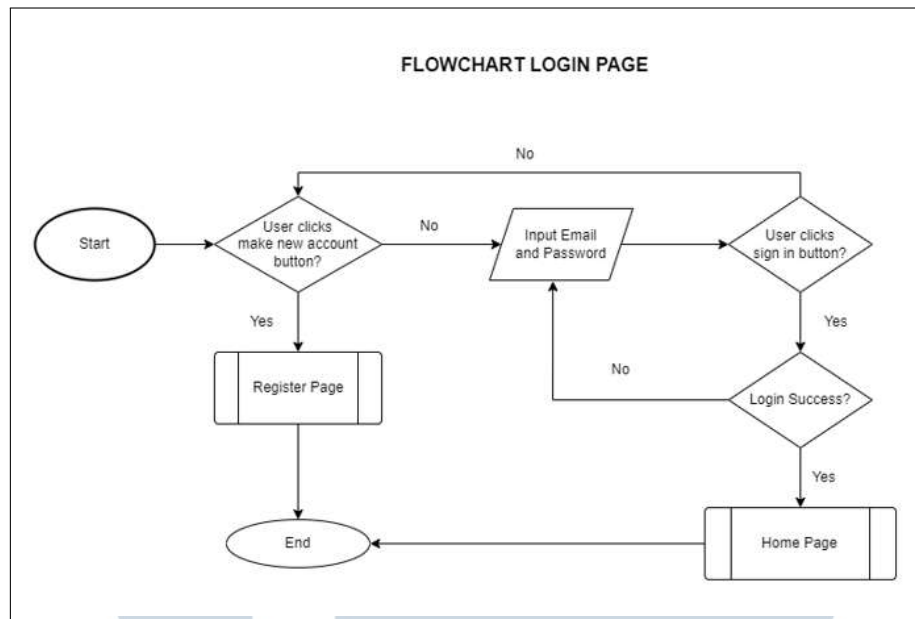 FLOWCHART LOGIN PAGE
No
Start
User clicks
make new account
button?
No
Input Email
and Password
User clicks
sign in button?
Yes
Yes
Register Page
No
Login Success?
Yes
End
Home Page